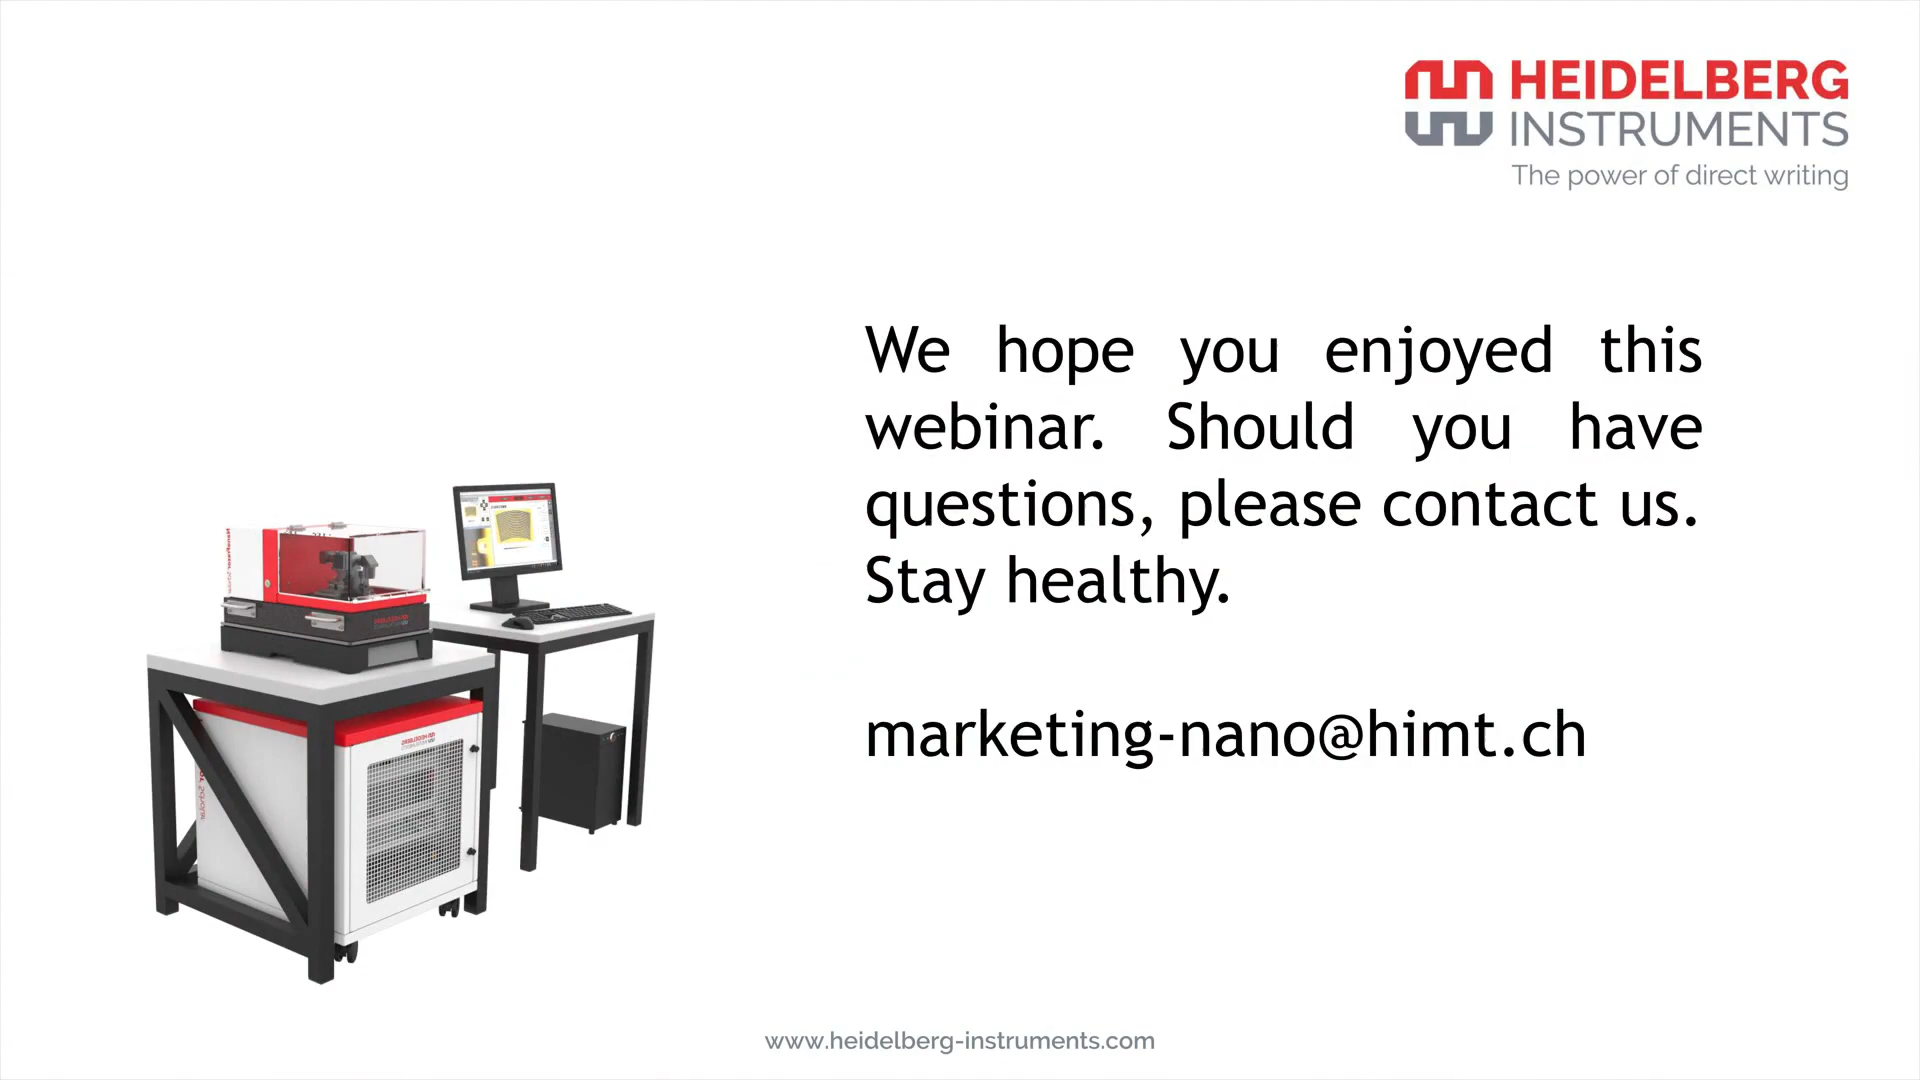 HEIDELBERG
INSTRUMENTS
The power of direct writing
We hope you enjoyed this
webinar. Should you have
questions, please contact us.
Stay healthy.
marketing-nano@himt.ch
www.heidelberg-instruments.com